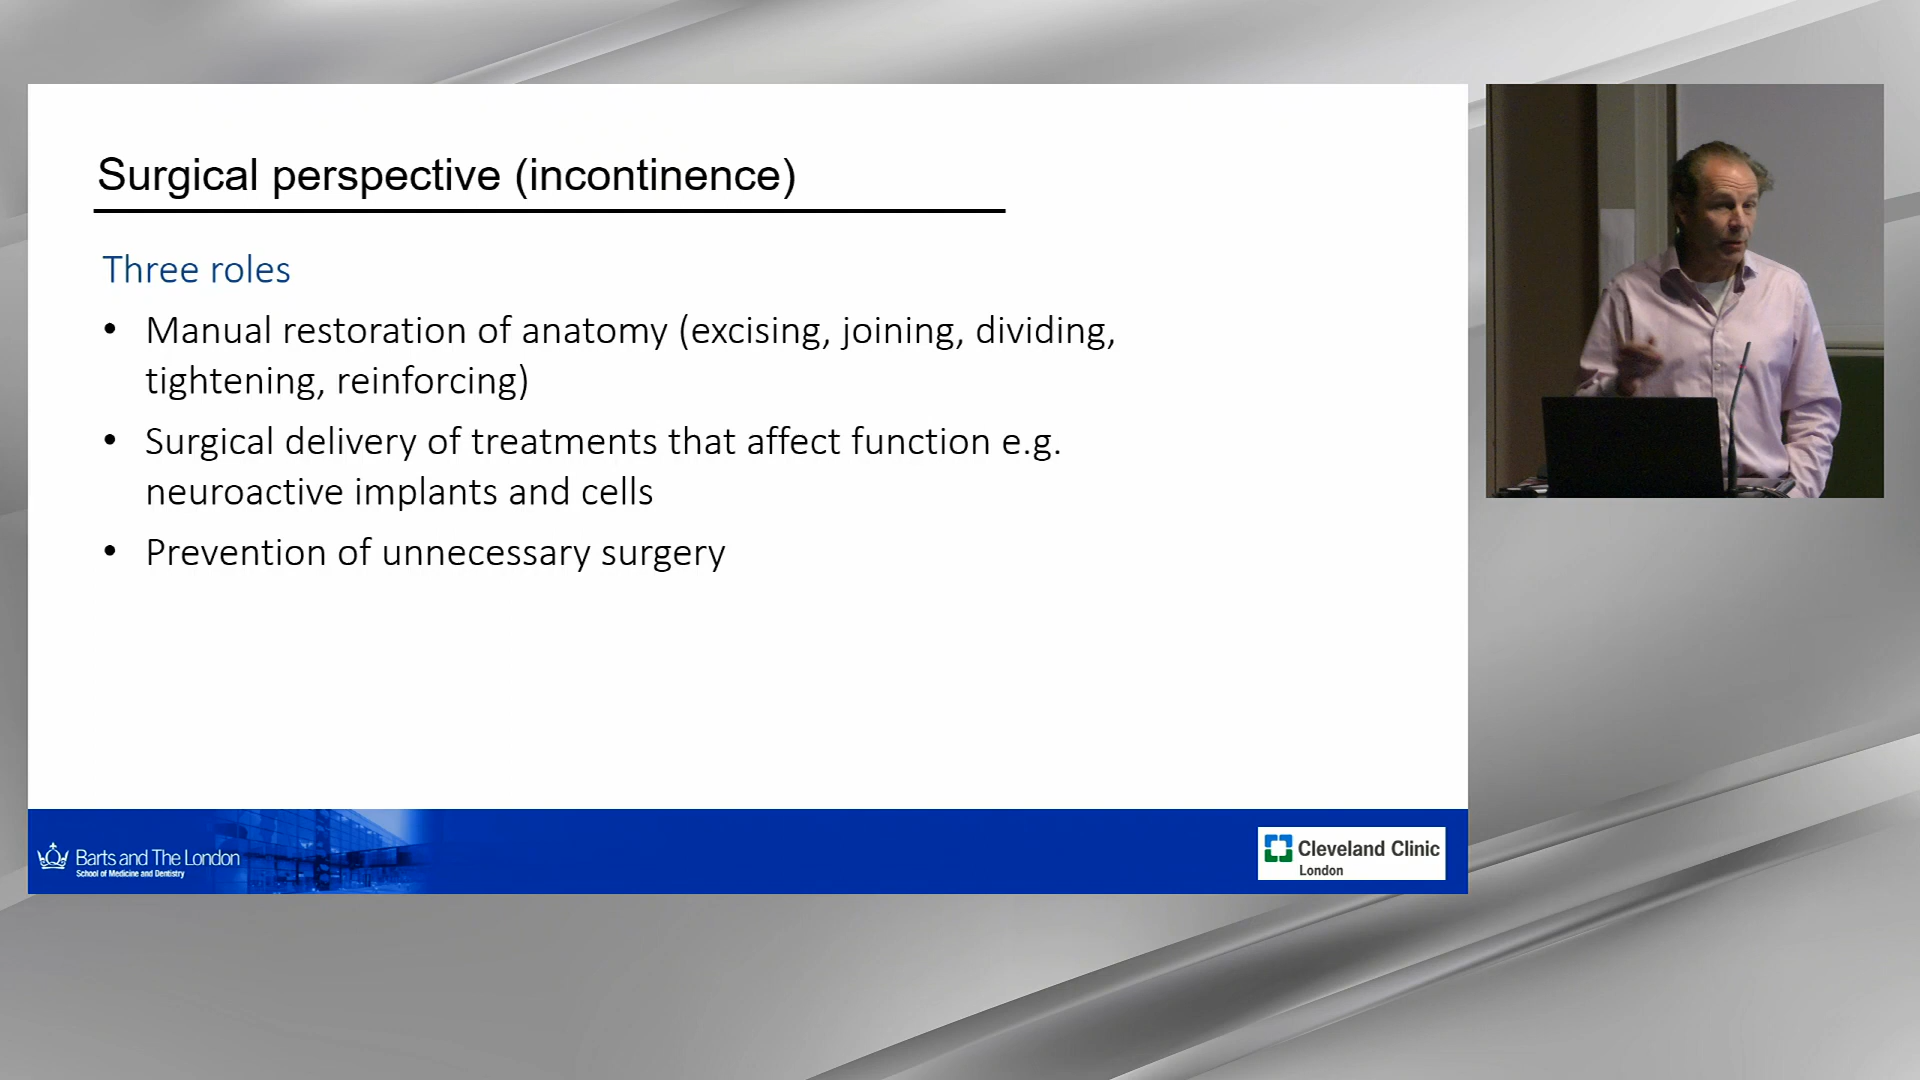 Surgical perspective (incontinence)
Three roles
• Manual restoration of anatomy (excising, joining, dividing,
tightening, reinforcing)
• Surgical delivery of treatments that affect function e.g.
neuroactive implants and cells
• Prevention of unnecessary surgery
Barts and The London
School of Medicine and Dentistry
Cleveland Clinic
London